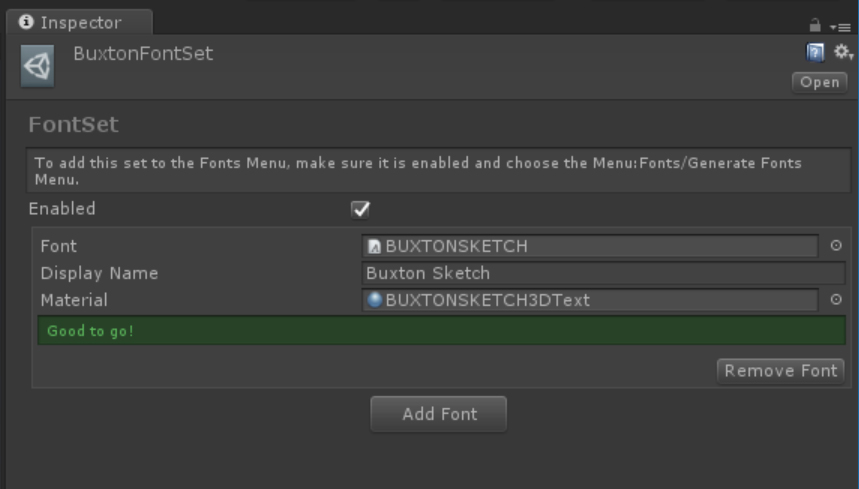 Inspector
BuxtonFontSet
Open
FontSet
To add this set to the Fonts Menu, make sure it is enabled and choose the Menu:Fonts/Generate Fonts
Menu.
Enabled
Font BUXTONSKETCH
Display Name Buxton Sketch
Material BUXTONSKETCH3DText
Good to go!
Remove Font
Add Font